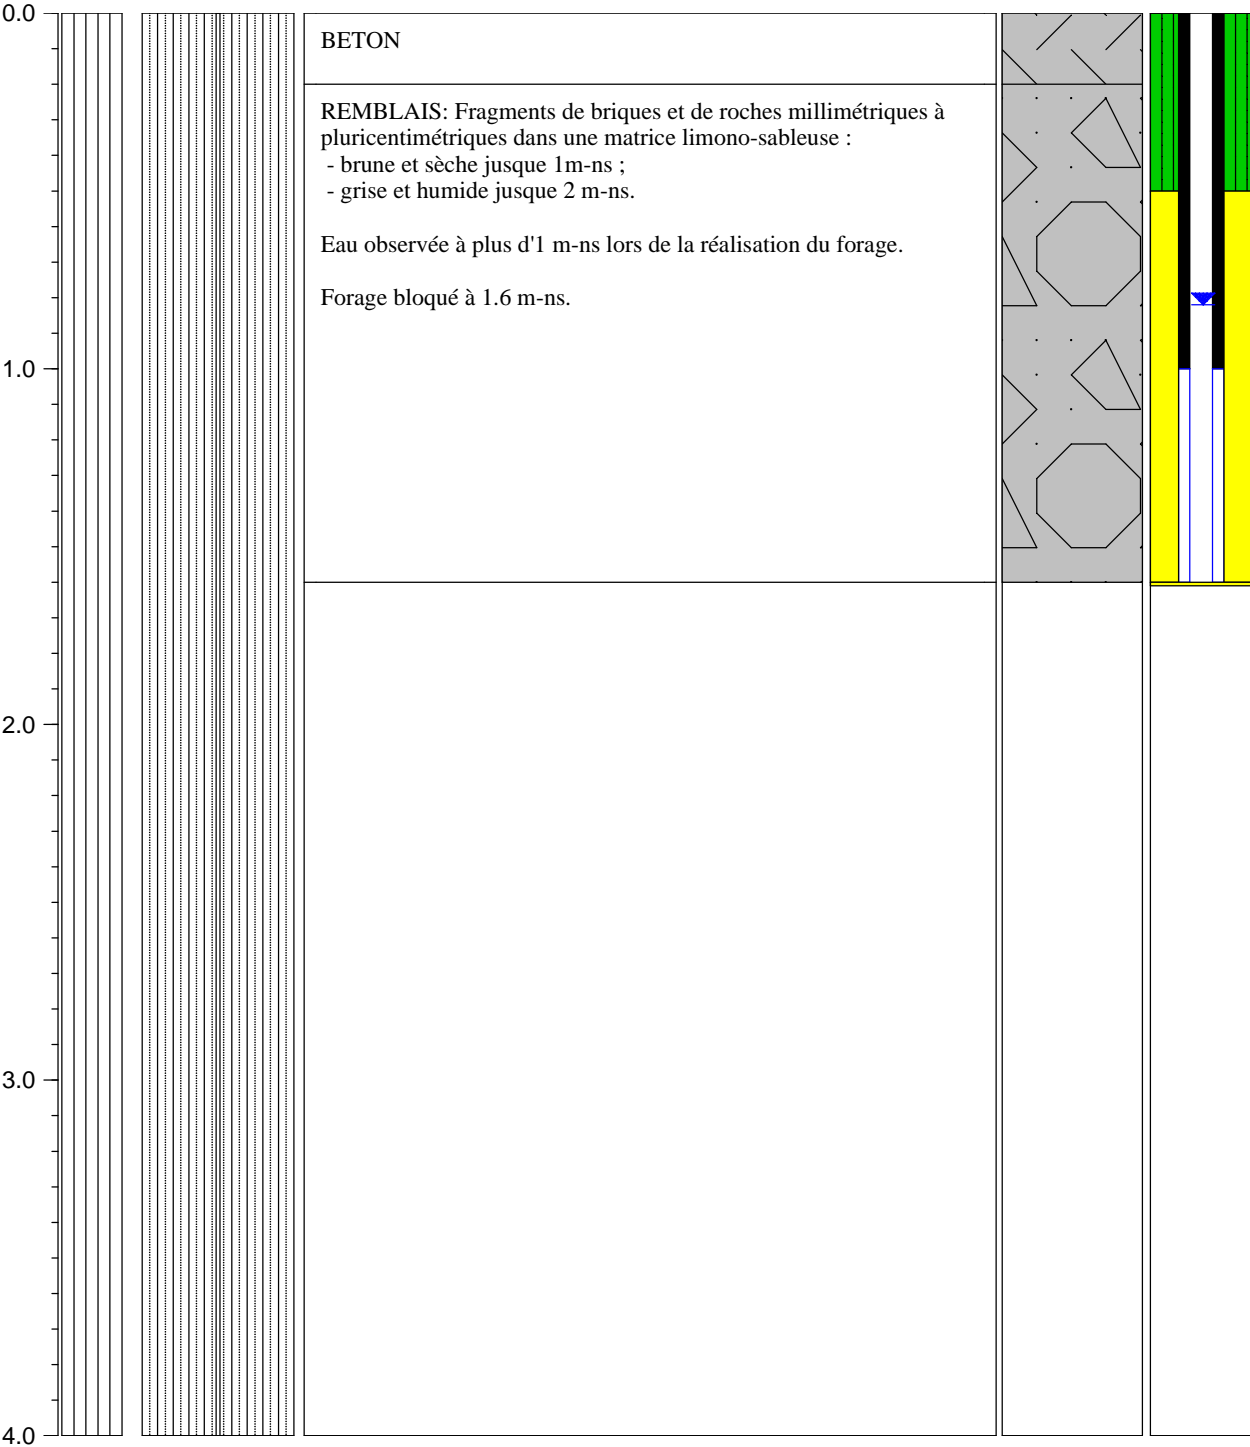 0.0
BETON
REMBLAIS: Fragments de briques et de roches millimétriques à
pluricentimétriques dans une matrice limono-sableuse :
- brune et sèche jusque 1m-ns ;
- grise et humide jusque 2 m-ns.
Eau observée à plus d'1 m-ns lors de la réalisation du forage.
Forage bloqué à 1.6 m-ns.
1.0
2.0
3.0
4.0